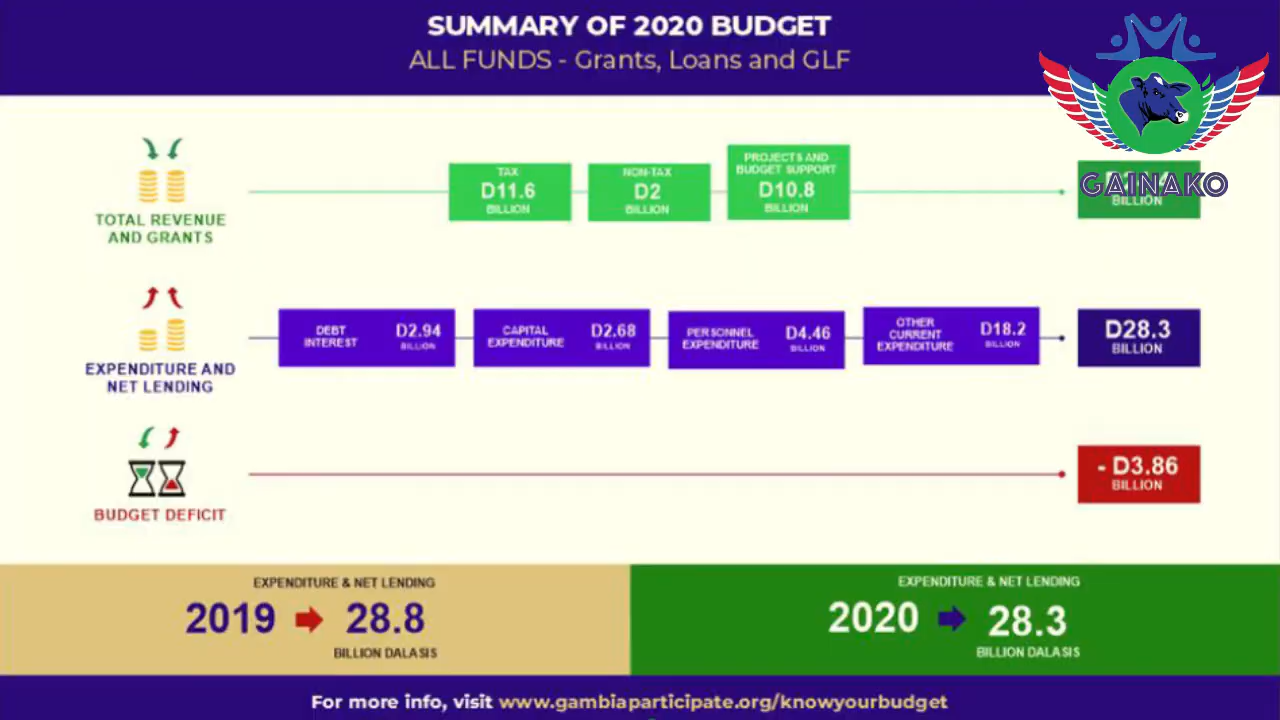 SUMMARY OF 2020 BUDGET
ALL FUNDS - Grants, Loans and GLF
GAINAKO
TOTAL REVENUE
AND GRANTS
TAX
D11.6
BILLION
NON-TAX
D2
BILLION
PROJECTS AND
BUDGET SUPPORT
D10.8
BILLION
BILLION
EXPENDITURE AND
NET LENDING
DEBT
INTEREST
D2.94
BILLION
CAPITAL
EXPENDITURE
D2.68
BILLION
PERSONNEL
EXPENDITURE
D4.46
BILLION
OTHER
CURRENT
EXPENDITURE
D18.2
BILLION
D28.3
BILLION
BUDGET DEFICIT
- D3.86
BILLION
EXPENDITURE & NET LENDING
2019 28.8
BILLION DALASIS
EXPENDITURE & NET LENDING
2020 28.3
BILLION DALASIS
For more info, visit www.gambiaparticipate.org/knowyourbudget